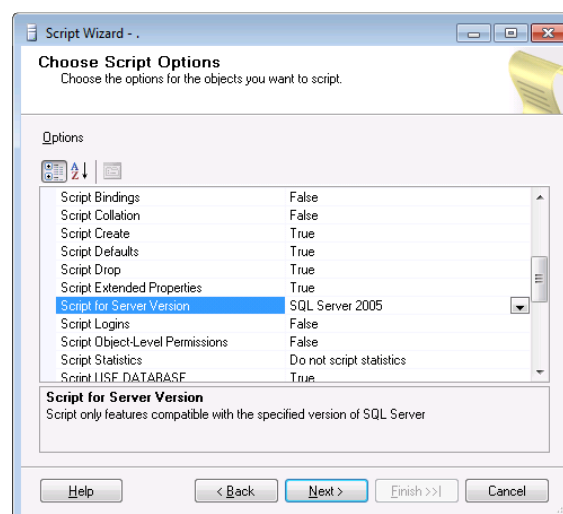 Script Wizard - .
Choose Script Options
Choose the options for the objects you want to script.
Options
Script Bindings False
Script Collation False
Script Create True
Script Defaults True
Script Drop True
Script Extended Properties True
Script for Server Version SQL Server 2005
Script Logins False
Script Object-Level Permissions False
Script Statistics Do not script statistics
Script USE DATABASE True
Script for Server Version
Script only features compatible with the specified version of SQL Server
Help < Back Next > Finish >>| Cancel